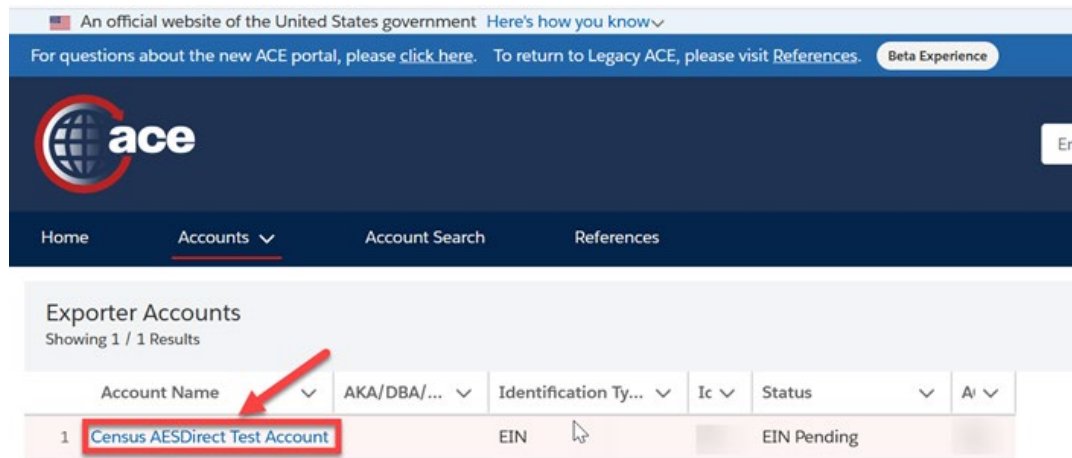 An official website of the United States government Here's how you know
For questions about the new ACE portal, please click here. To return to Legacy ACE, please visit References. Beta Experience
ace
Home Accounts Account Search References
Exporter Accounts
Showing 1 / 1 Results
Account Name AKA/DBA/... Identification Ty... Status
1 Census AESDirect Test Account EIN EIN Pending